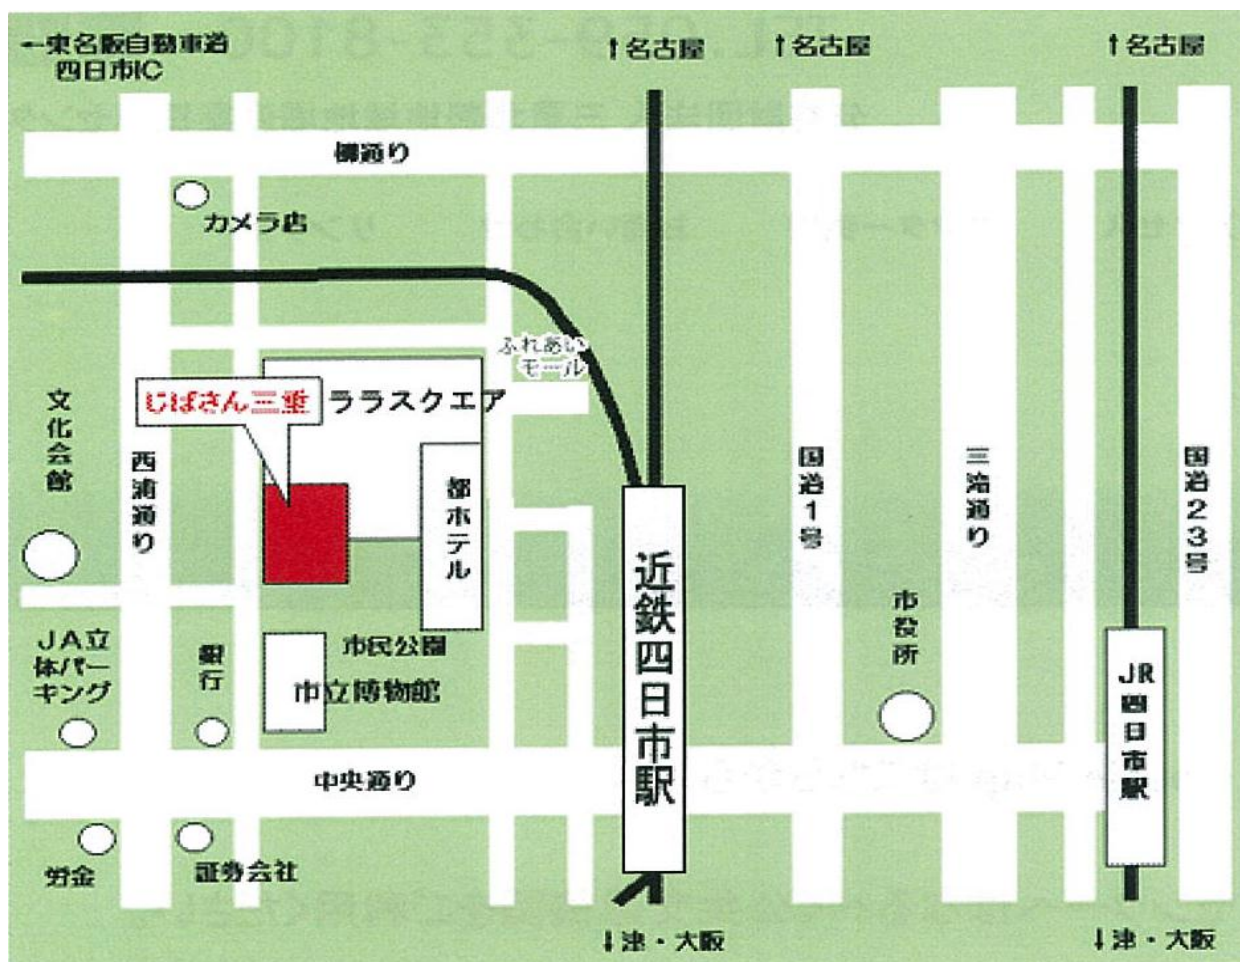 ←東名阪自動車道
四日市IC
↑名古屋
↑名古屋
↑名古屋
柳通り
カメラ店
ふれあい
モール
じばさん三重
ララスクエア
文化会館
西浦通り
都ホテル
近鉄四日市駅
国道1号
三滝通り
国道23号
市役所
JR四日市駅
JA立
体パー
キング
銀行
市民公園
市立博物館
中央通り
労金
証券会社
↓津・大阪
↓津・大阪